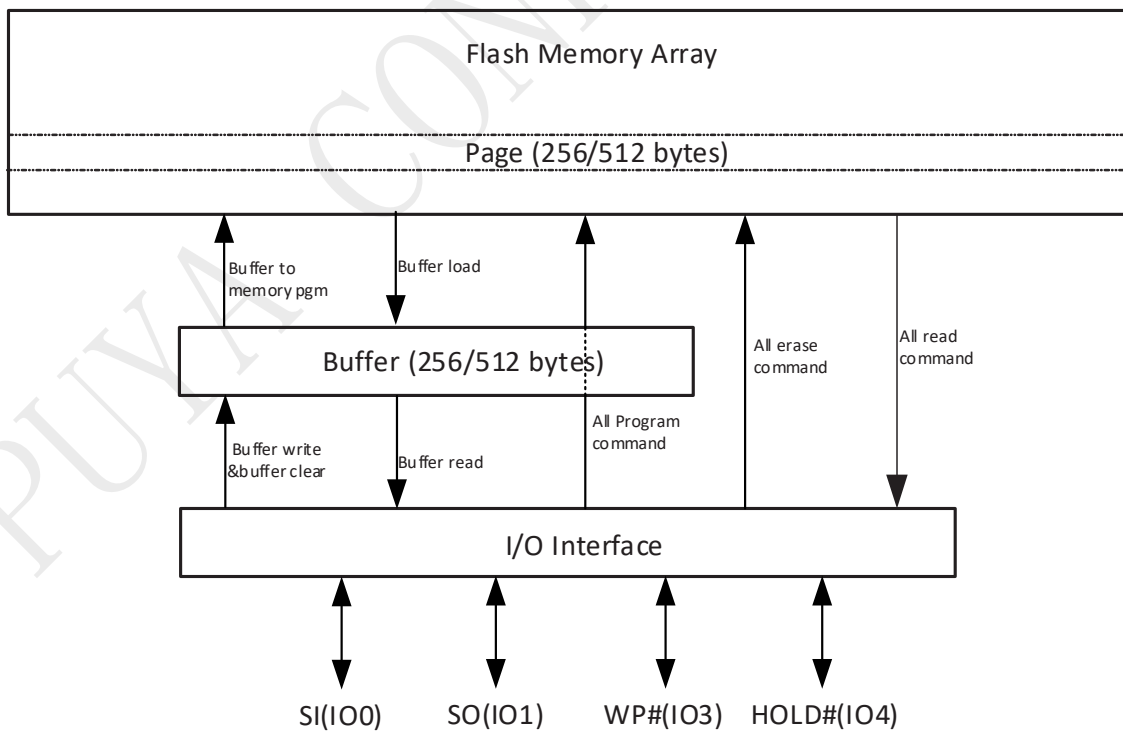 Flash Memory Array
Page (256/512 bytes)
Buffer to
memory pgm
Buffer load
Buffer (256/512 bytes)
All erase
command
All read
command
Buffer write
&buffer clear
Buffer read
All Program
command
I/O Interface
SI(IO0)
SO(IO1)
WP#(IO3)
HOLD#(IO4)
PUYA CON